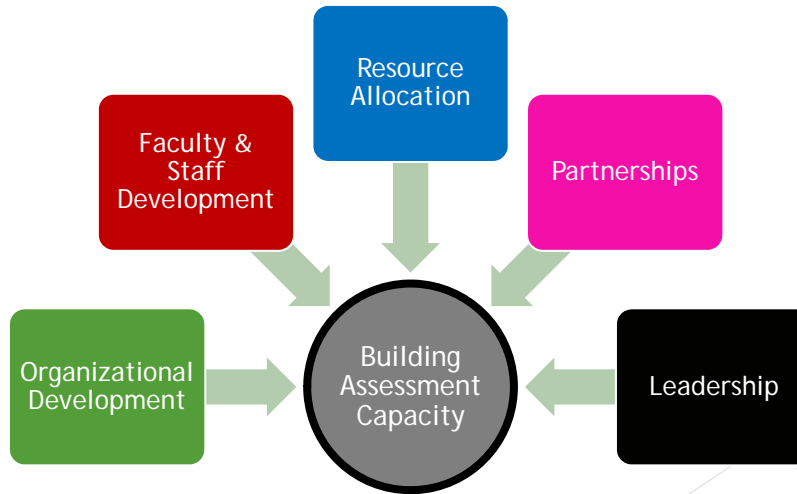 Resource
Allocation
Faculty &
Staff
Development
Partnerships
Organizational
Development
Building
Assessment
Capacity
Leadership